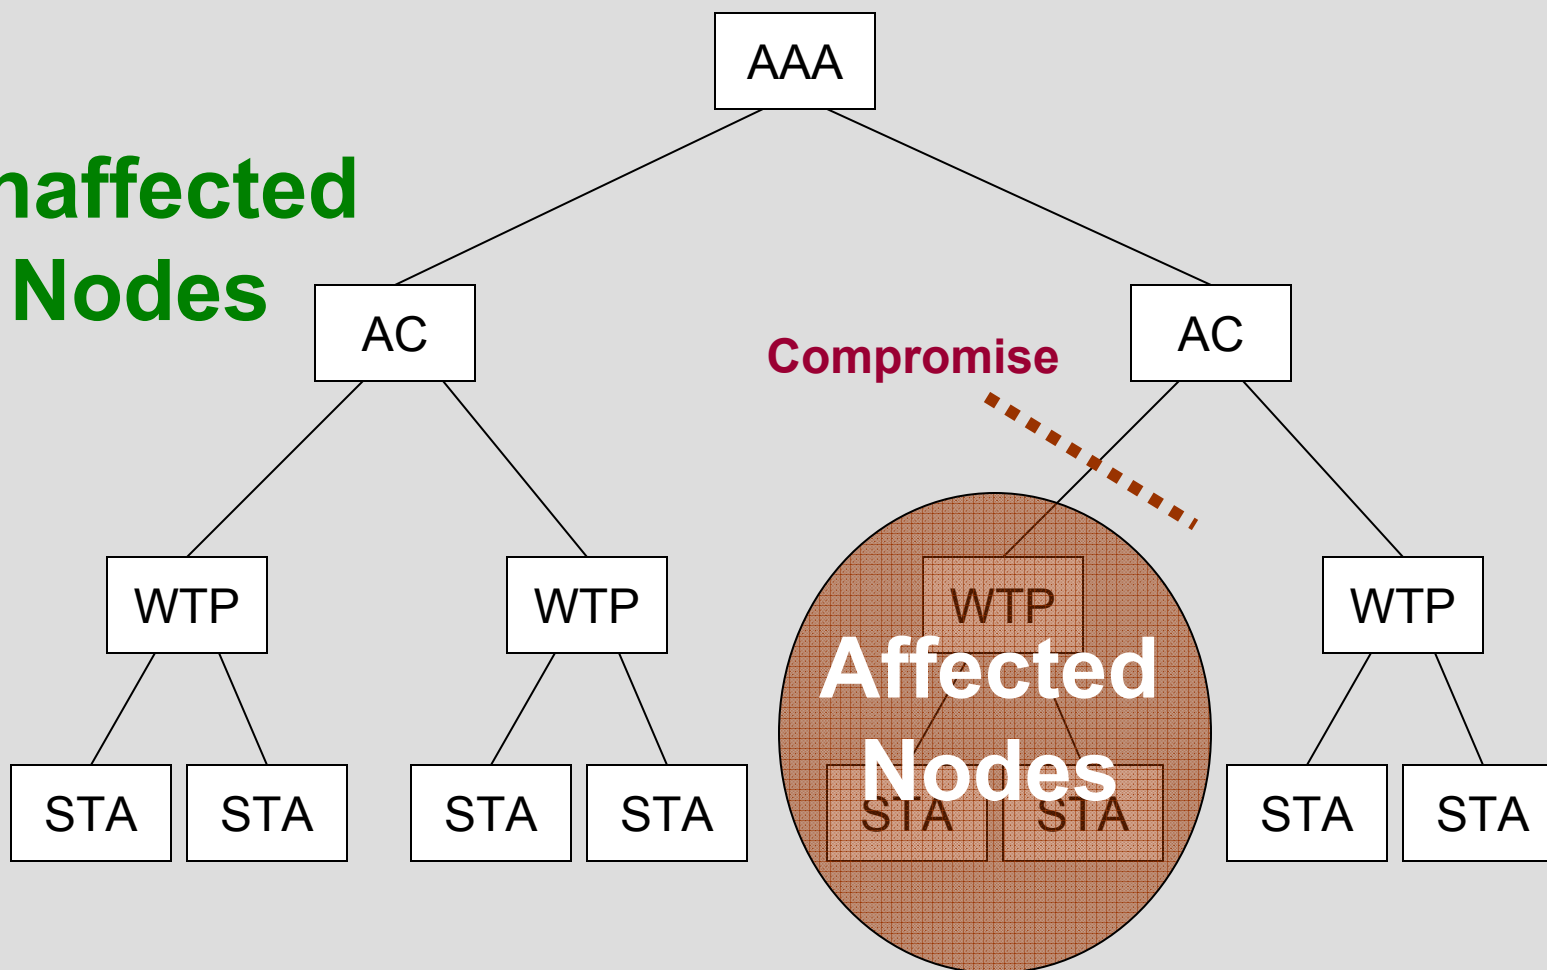 AAA
naffected
Nodes
AC
AC
Compromise
WTP
WTP
WTP
WTP
Affected
Nodes
STA
STA
STA
STA
STA
STA
STA
STA